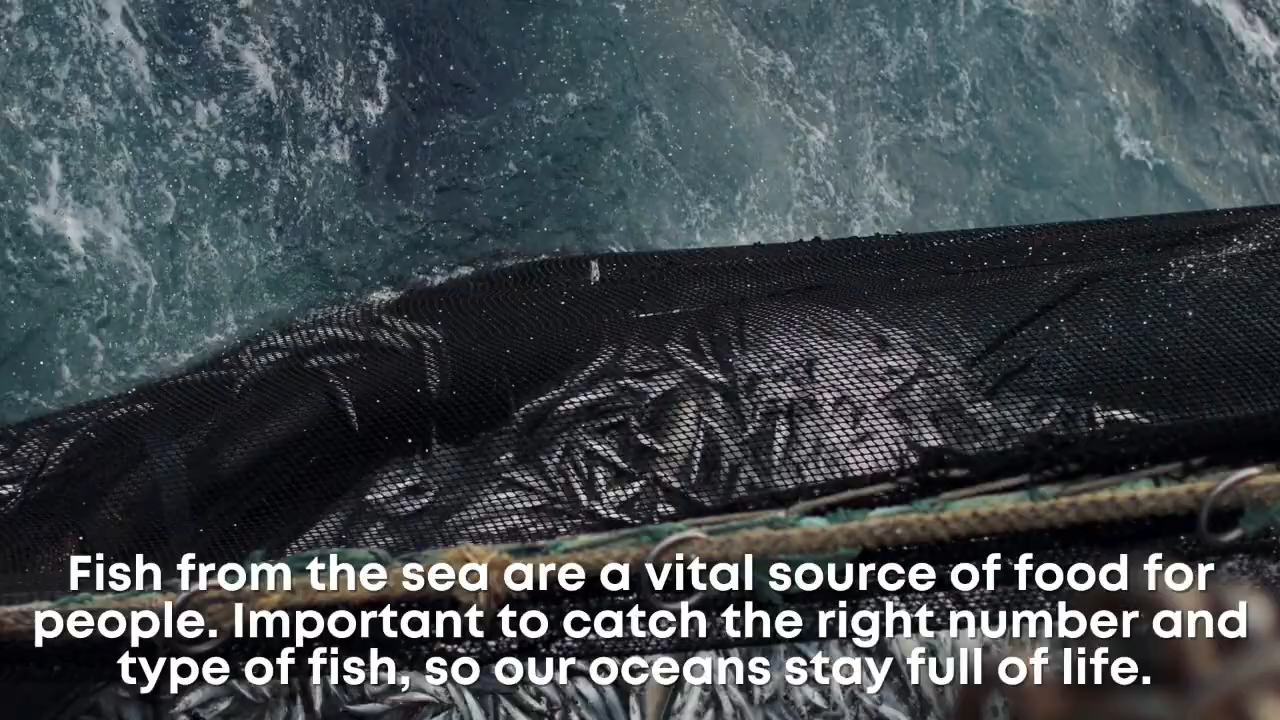 Fish from the sea are a vital source of food for
people. Important to catch the right number and
type of fish, so our oceans stay full of life.